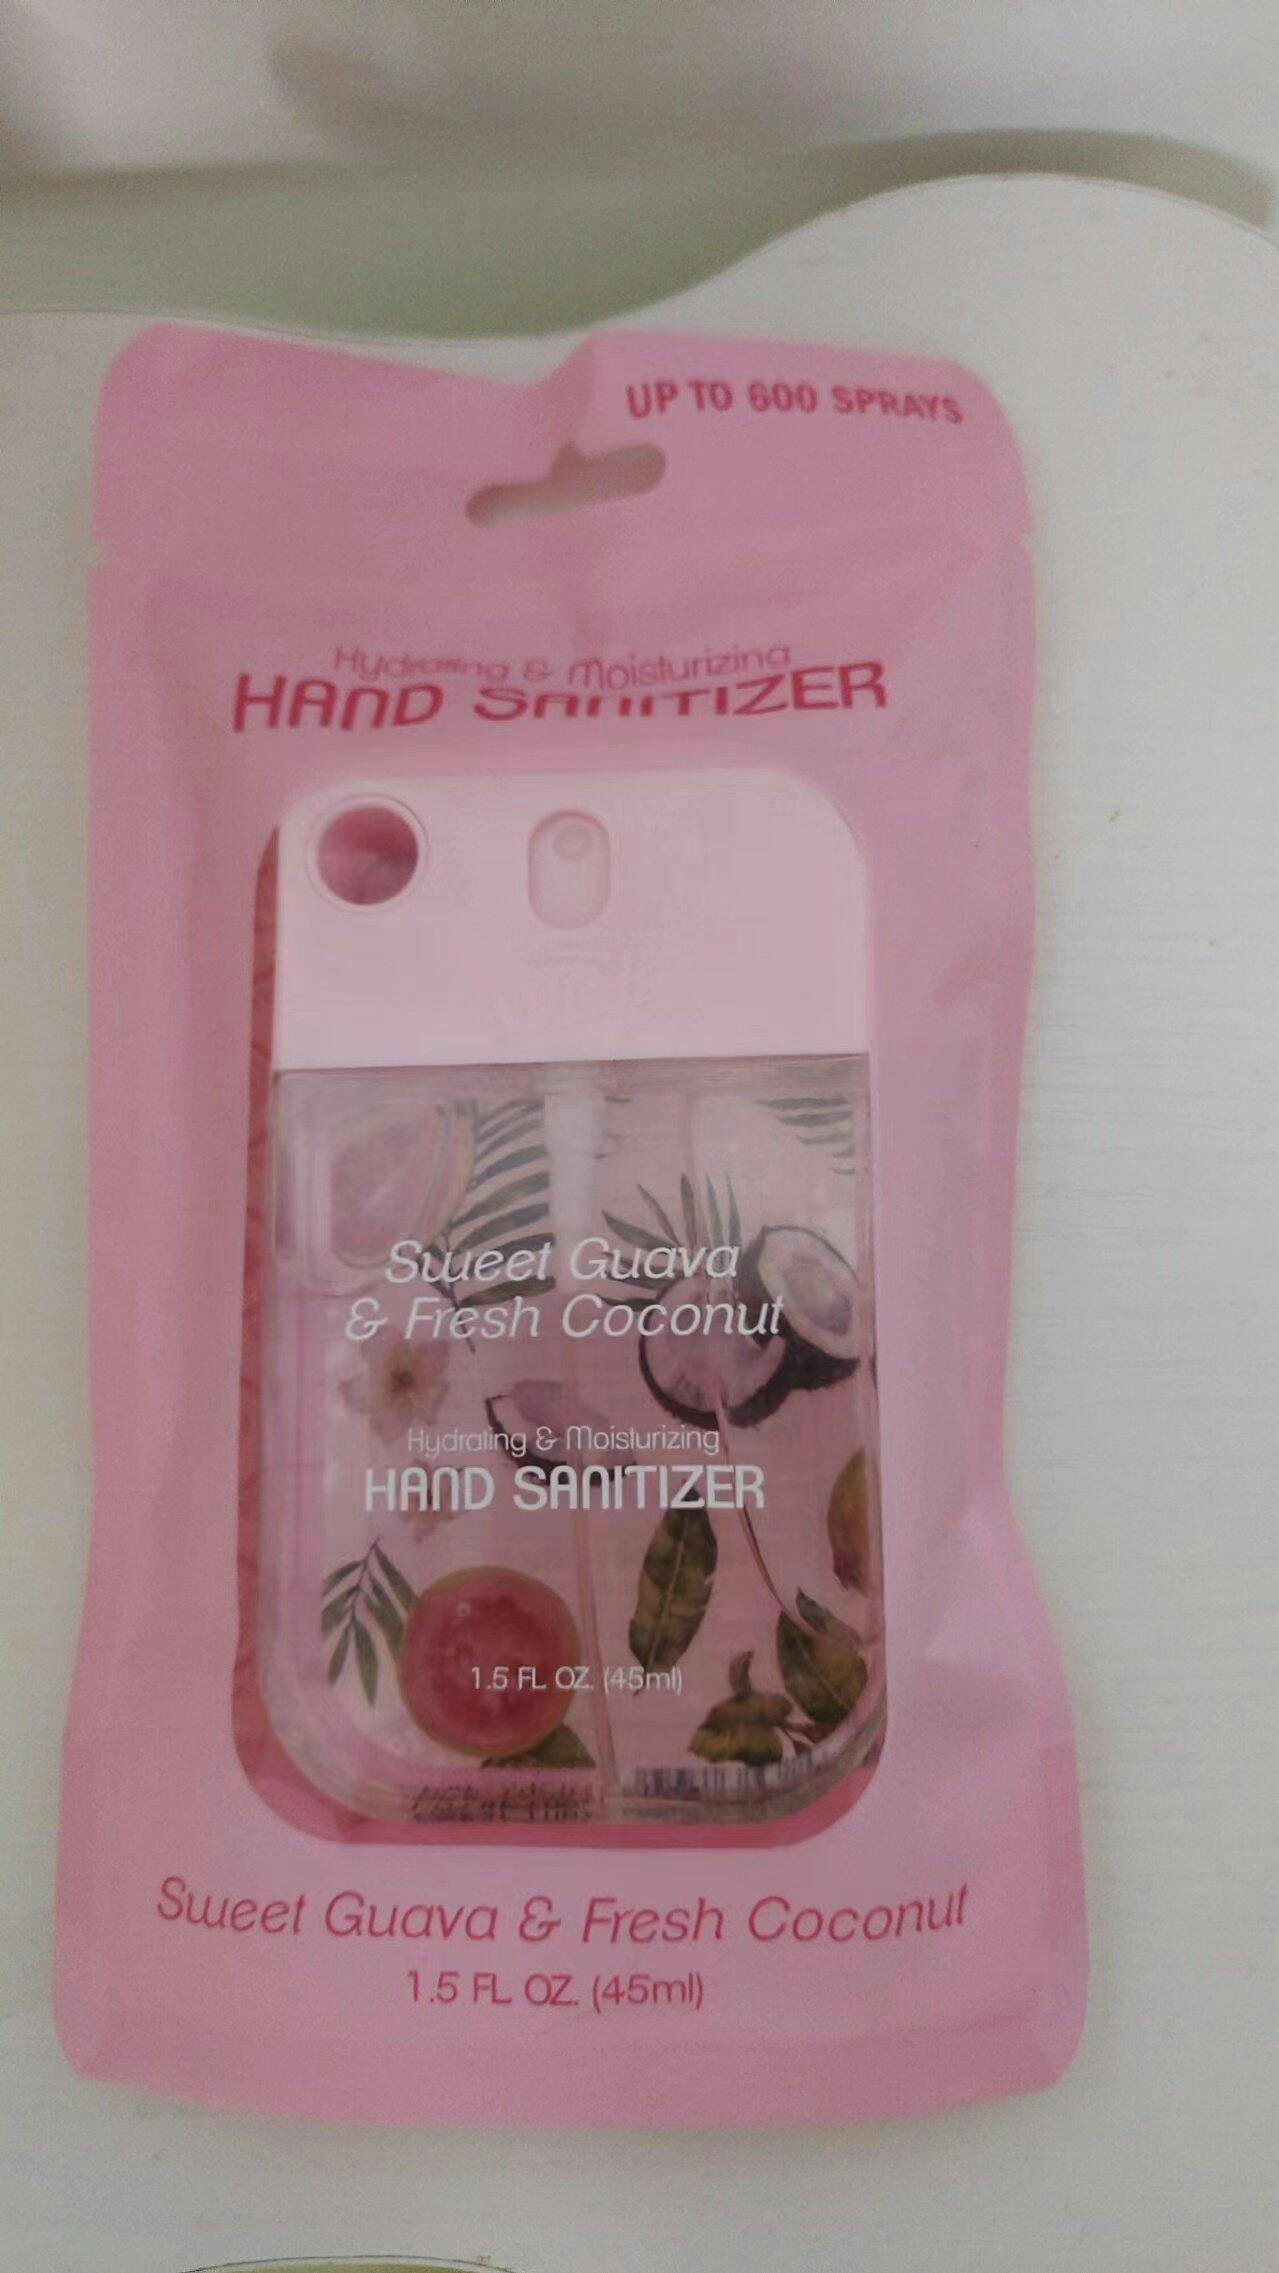 UP TO 600 SPRAYS
Hydrating & Moisturizing
HAND SANITIZER
Sweet Guava
& Fresh Coconut
Hydrating & Moisturizing
HAND SANITIZER
1.5 FL OZ. (45ml)
Sweet Guava & Fresh Coconut
1.5 FL OZ. (45ml)